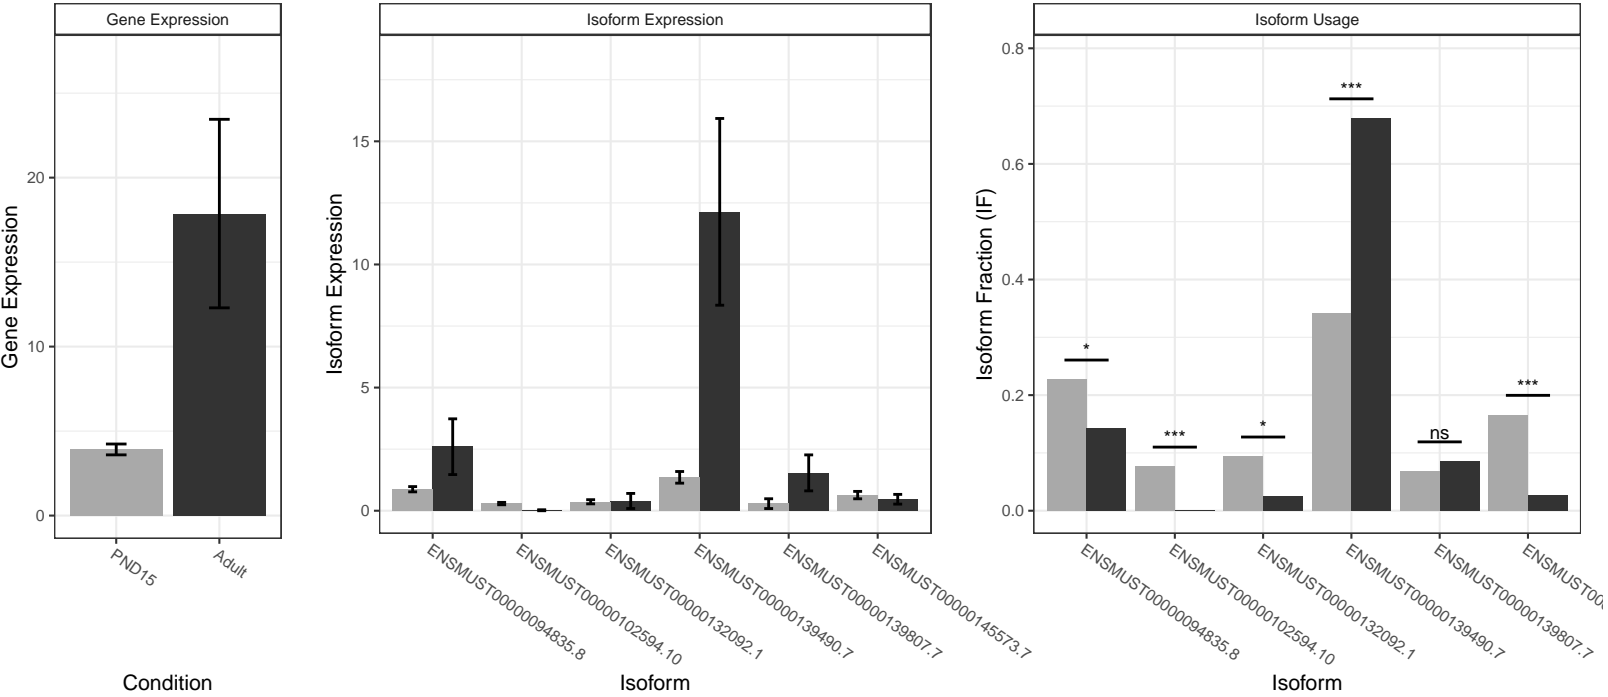 Gene Expression
Isoform Expression
Isoform Usage
Gene Expression
20
10
0
PND15
Adult
Condition
Isoform Expression
15
10
5
0
ENSMUST00000094835.8
ENSMUST00000102594.10
ENSMUST00000132092.1
ENSMUST00000139490.7
ENSMUST00000139807.7
ENSMUST00000145573.7
Isoform
Isoform Fraction (IF)
0.8
0.6
0.4
0.2
0.0
*
***
*
***
ns
***
ENSMUST00000094835.8
ENSMUST00000102594.10
ENSMUST00000132092.1
ENSMUST00000139490.7
ENSMUST00000139807.7
Isoform